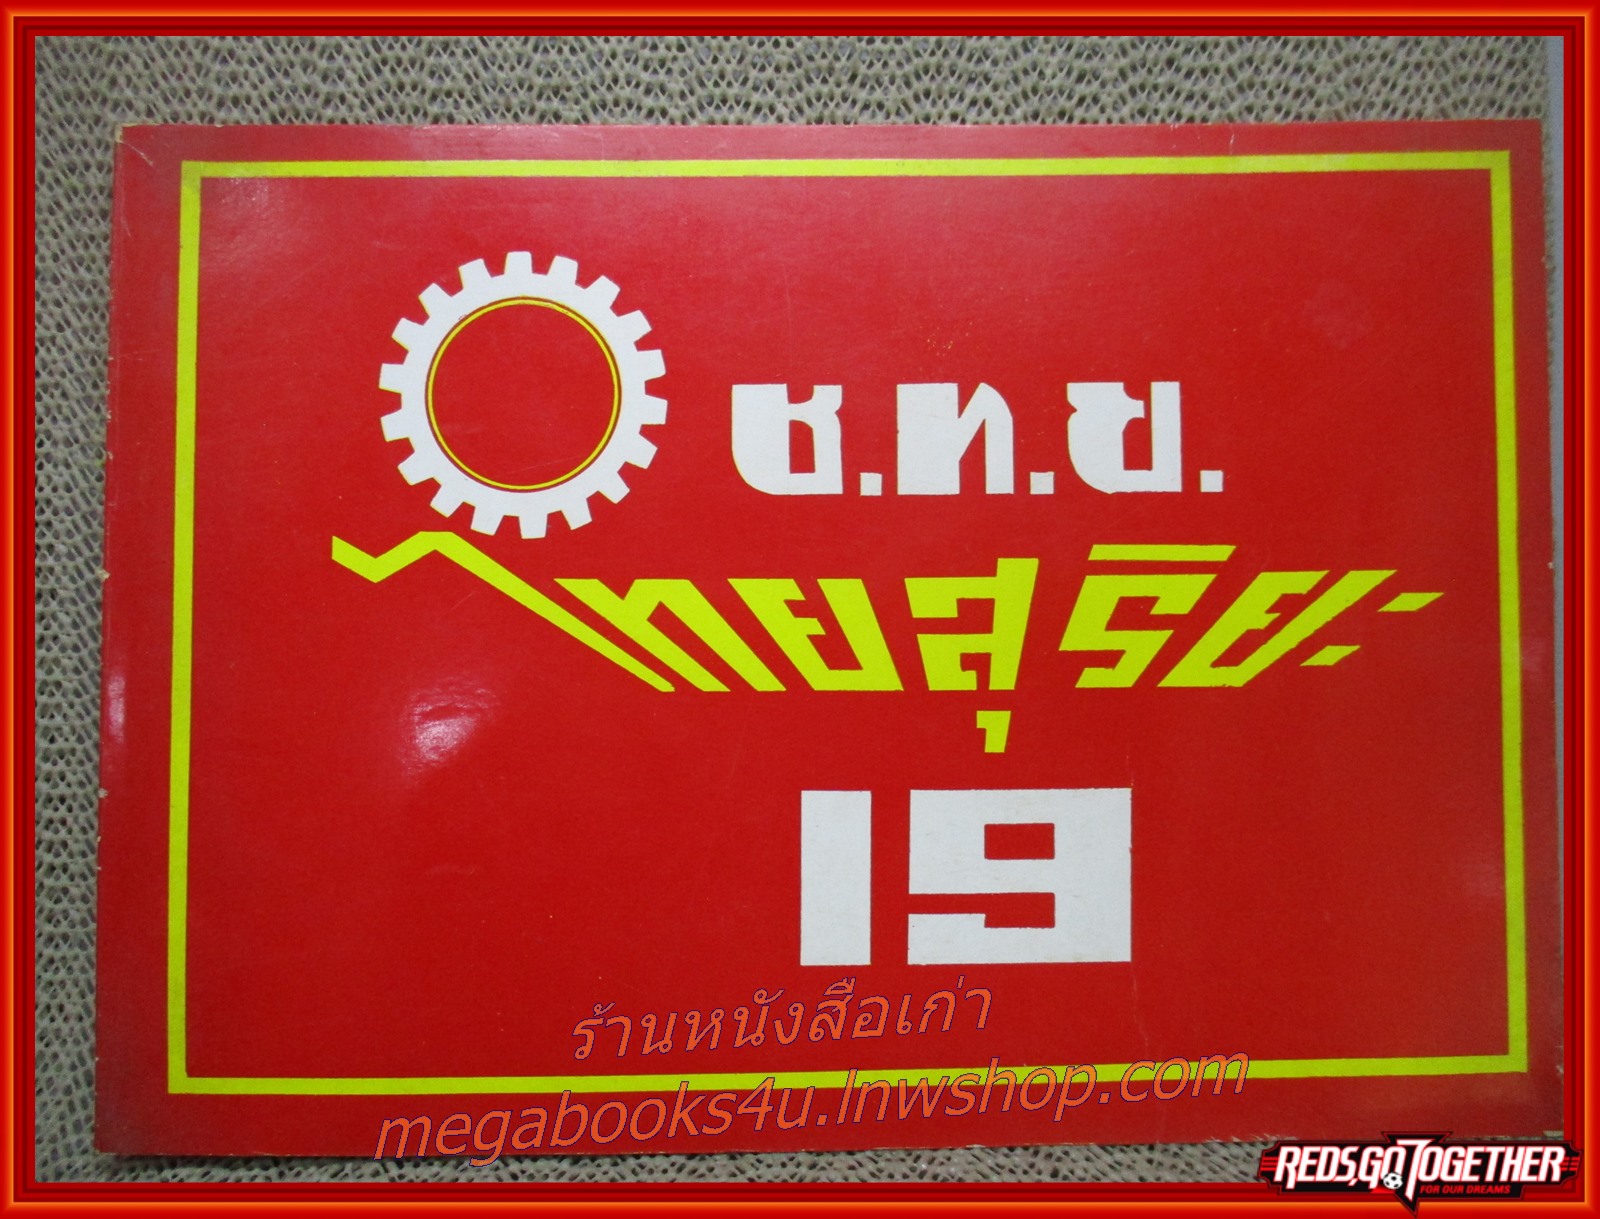 ช.ท.ย.
ไทยสุริยะ
19
ร้านหนังสือเก่า
megabooks4u.lnwshop.com
REDS,GO TOGETHER
FOR OUR DREAMS